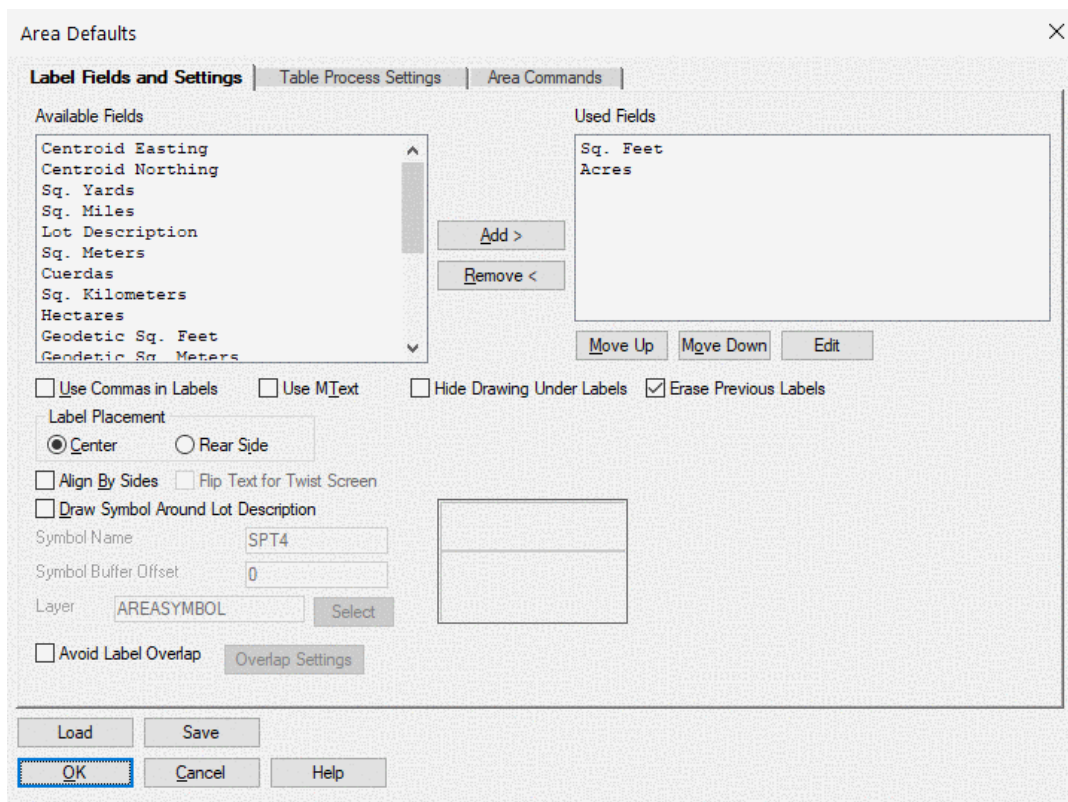 Area Defaults
Label Fields and Settings
Table Process Settings
Area Commands
Available Fields
Used Fields
Centroid Easting
Centroid Northing
Sq. Yards
Sq. Miles
Lot Description
Sq. Meters
Cuerdas
Sq. Kilometers
Hectares
Geodetic Sq. Feet
Geodetic Sq. Meters
Add >
Remove <
Sq. Feet
Acres
Move Up
Move Down
Edit
Use Commas in Labels
Use MText
Hide Drawing Under Labels
Erase Previous Labels
Label Placement
Center
Rear Side
Align By Sides
Flip Text for Twist Screen
Draw Symbol Around Lot Description
Symbol Name
SPT4
Symbol Buffer Offset
0
Layer
AREASYMBOL
Select
Avoid Label Overlap
Overlap Settings
Load
Save
OK
Cancel
Help